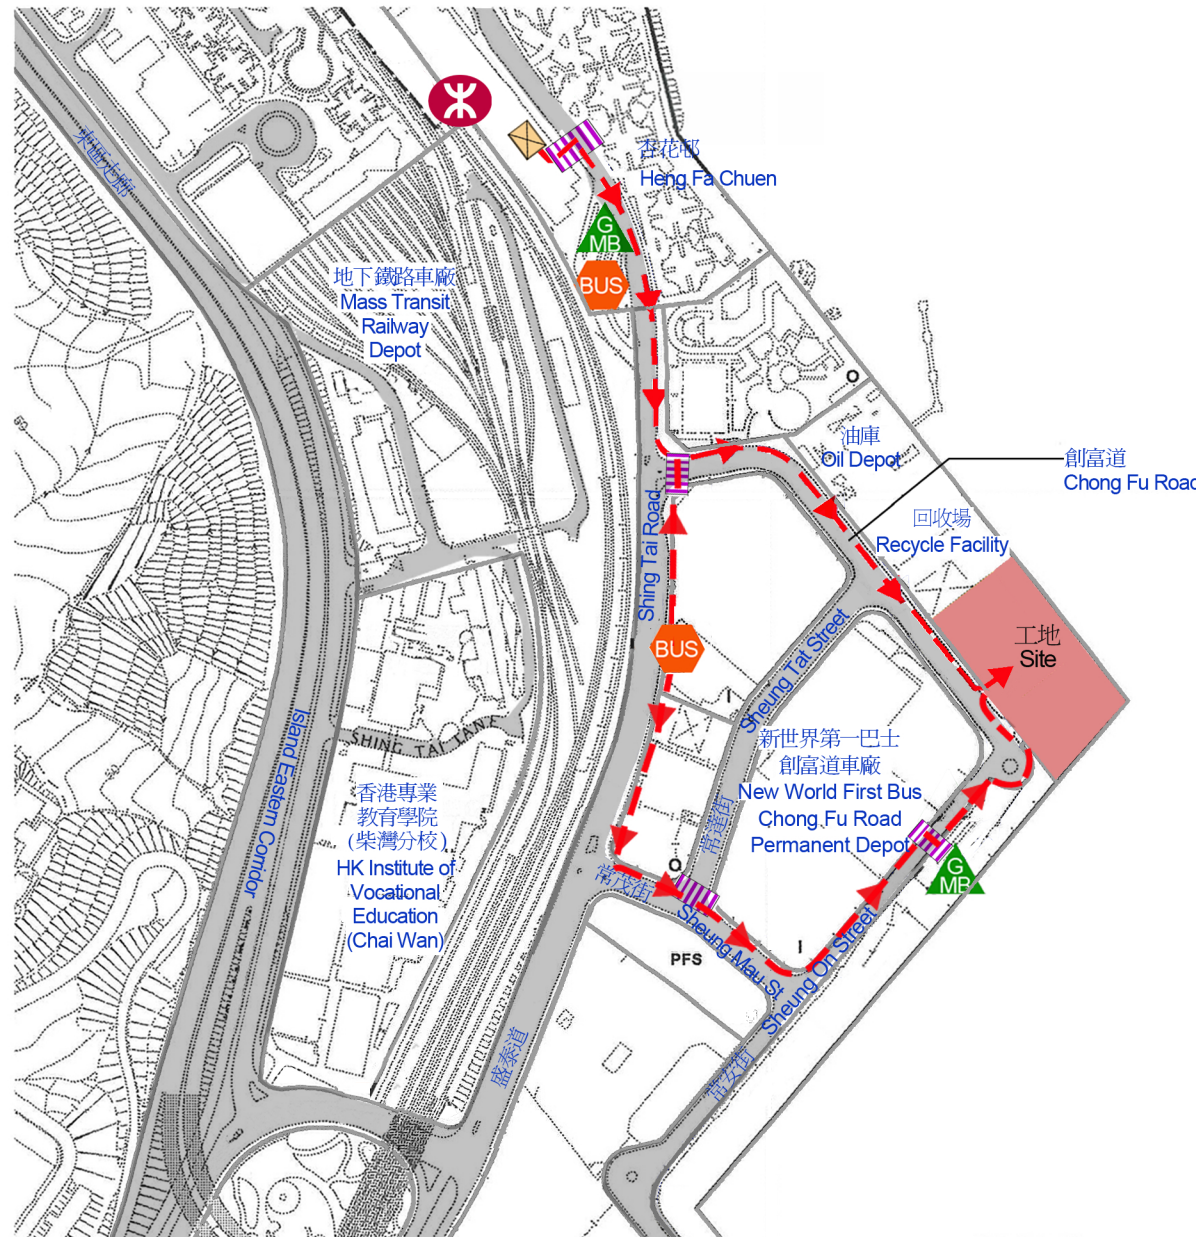 東區走廊
杏花邨
Heng Fa Chuen
G
MB
BUS
地下鐵路車廠
Mass Transit
Railway
Depot
O
油庫
Oil Depot
創富道
Chong Fu Road
回收場
Recycle Facility
Shing Tai Road
工地
Site
BUS
Sheung Tat Street
I
SHING TAI LANE
Island Eastern Corridor
新世界第一巴士
創富道車廠
New World First Bus
Chong Fu Road
Permanent Depot
香港專業
教育學院
(柴灣分校)
HK Institute of
Vocational
Education
(Chai Wan)
常達街
O
常茂街
Sheung Mau St
G
MB
I
PFS
Sheung On Street
盛泰道
常安街